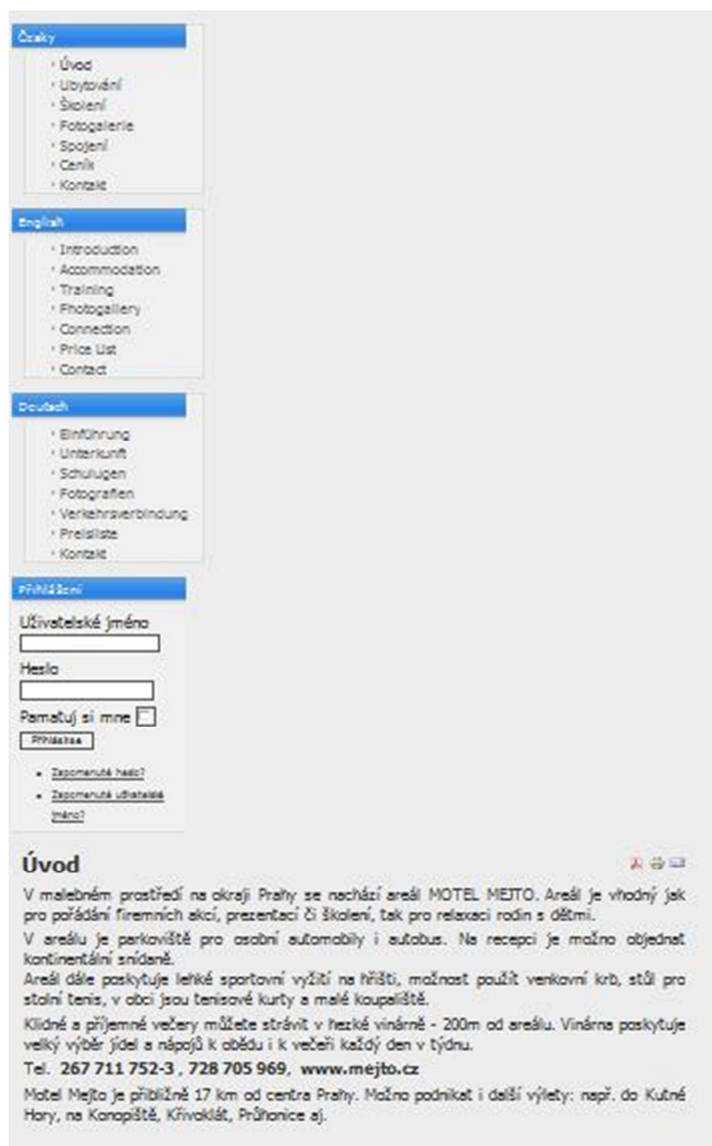 Česky
Úvod
Ubytování
Školení
Fotogalerie
Spojení
Ceník
Kontakt
English
Introduction
Accommodation
Training
Photogallery
Connection
Price List
Contact
Deutsch
Einführung
Unterkunft
Schulugen
Fotografien
Verkehrsverbindung
Preisliste
Kontakt
Přihlášení
Uživatelské jméno
Heslo
Pamatuj si mne
Přihlásit se
Zapomenuté heslo?
Zapomenuté uživatelské
jméno?
Úvod
V malebném prostředí na okraji Prahy se nachází areál MOTEL MEJTO. Areál je vhodný jak
pro pořádání firemních akcí, prezentací či školení, tak pro relaxaci rodin s dětmi.
V areálu je parkoviště pro osobní automobily i autobus. Na recepci je možno objednat
kontinentální snídaně.
Areál dále poskytuje lehké sportovní vyžití na hřišti, možnost použít venkovní krb, stůl pro
stolní tenis, v obci jsou tenisové kurty a malé koupaliště.
Klidné a příjemné večery můžete strávit v hezké vinárně - 200m od areálu. Vinárna poskytuje
velký výběr jídel a nápojů k obědu i k večeři každý den v týdnu.
Tel. 267 711 752-3 , 728 705 969, www.mejto.cz
Motel Mejto je přibližně 17 km od centra Prahy. Možno podnikat i další výlety: např. do Kutné
Hory, na Konopiště, Křivoklát, Průhonice aj.